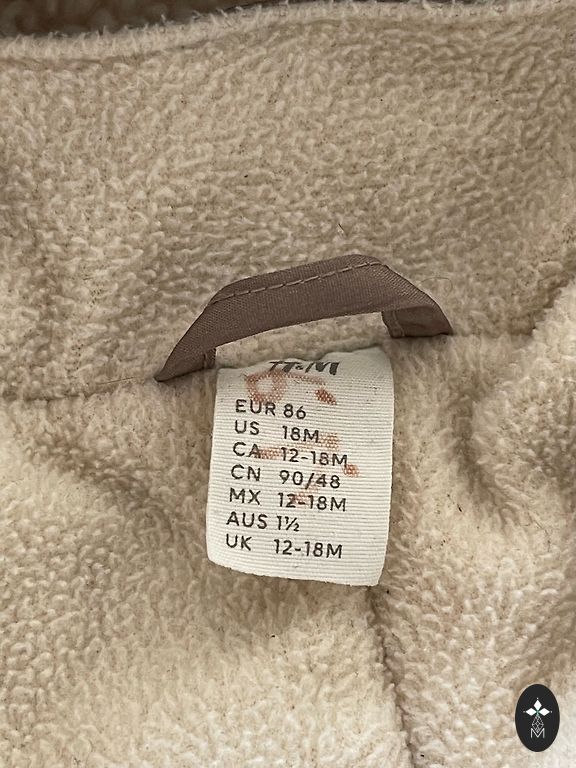 H&M
EUR 86
US 18M
CA 12-18M
CN 90/48
MX 12-18M
AUS 1½
UK 12-18M
M